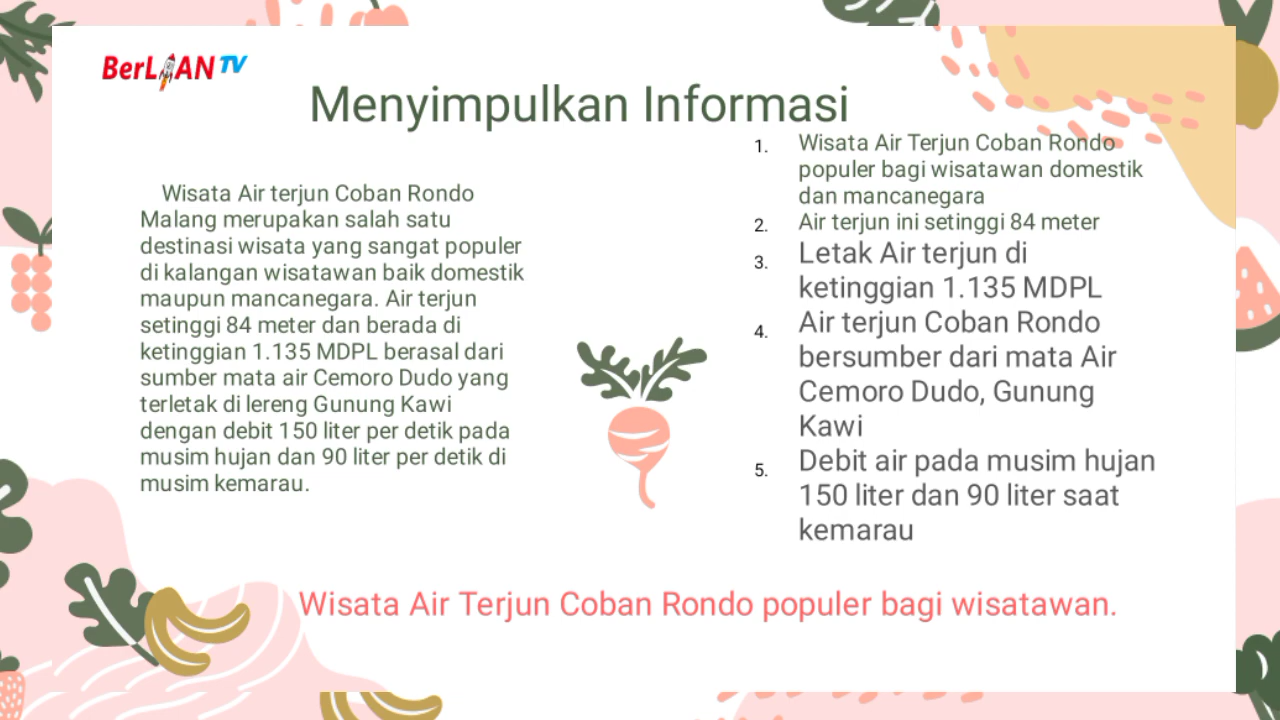 BerLIAN TV
Menyimpulkan Informasi
Wisata Air terjun Coban Rondo
Malang merupakan salah satu
destinasi wisata yang sangat populer
di kalangan wisatawan baik domestik
maupun mancanegara. Air terjun
setinggi 84 meter dan berada di
ketinggian 1.135 MDPL berasal dari
sumber mata air Cemoro Dudo yang
terletak di lereng Gunung Kawi
dengan debit 150 liter per detik pada
musim hujan dan 90 liter per detik di
musim kemarau.
1. Wisata Air Terjun Coban Rondo
populer bagi wisatawan domestik
dan mancanegara
2. Air terjun ini setinggi 84 meter
3. Letak Air terjun di
ketinggian 1.135 MDPL
4. Air terjun Coban Rondo
bersumber dari mata Air
Cemoro Dudo, Gunung
Kawi
5. Debit air pada musim hujan
150 liter dan 90 liter saat
kemarau
Wisata Air Terjun Coban Rondo populer bagi wisatawan.